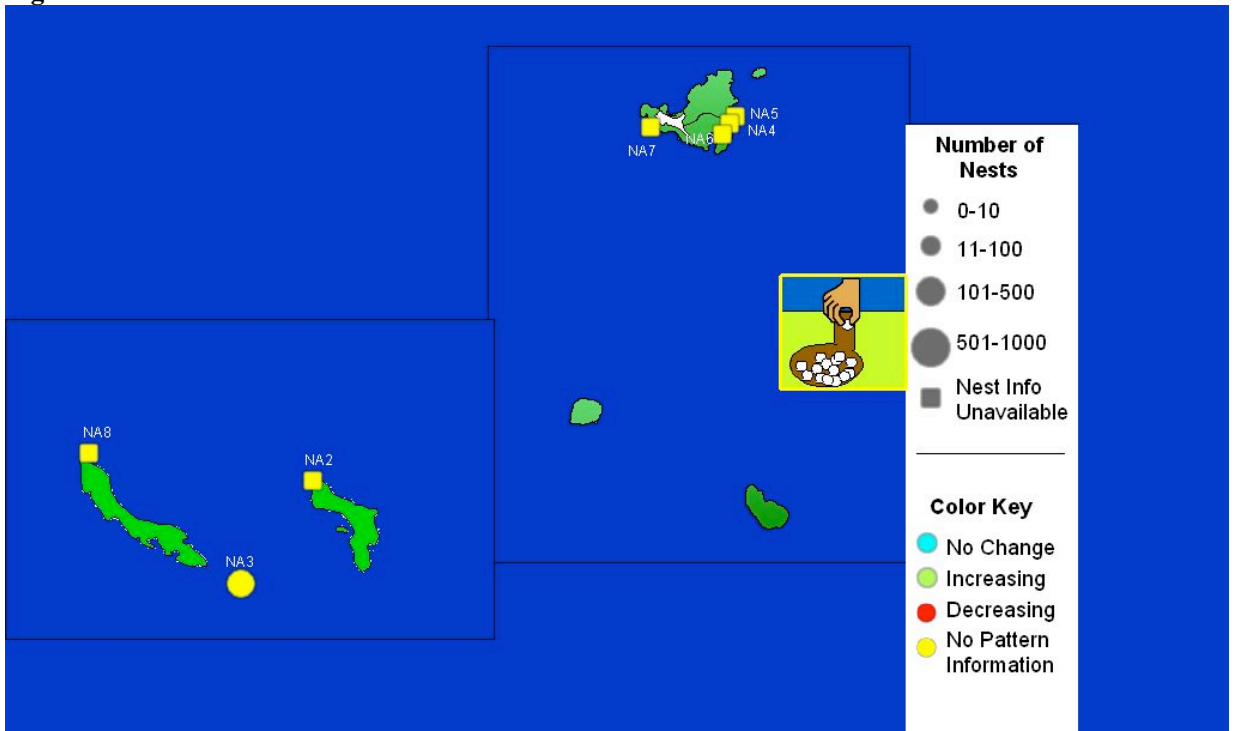 NA5
NA4
NA6
NA7
NA8
NA2
NA3
Number of
Nests
0-10
11-100
101-500
501-1000
Nest Info
Unavailable
Color Key
No Change
Increasing
Decreasing
No Pattern
Information